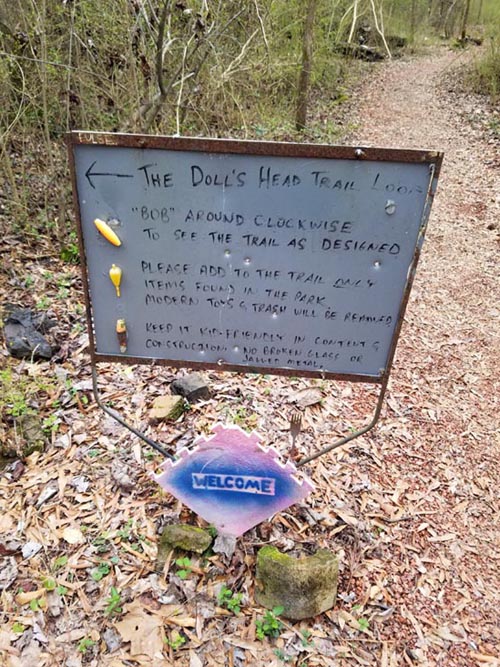 THE DOLL'S HEAD TRAIL LOOP
"BOB" AROUND CLOCKWISE
TO SEE THE TRAIL AS DESIGNED
PLEASE ADD TO THE TRAIL ONLY
ITEMS FOUND IN THE PARK
MODERN TOYS & TRASH WILL BE REMOVED
KEEP IT KID-FRIENDLY IN CONTENT &
CONSTRUCTION. NO BROKEN GLASS OR
JAGGED METAL
WELCOME